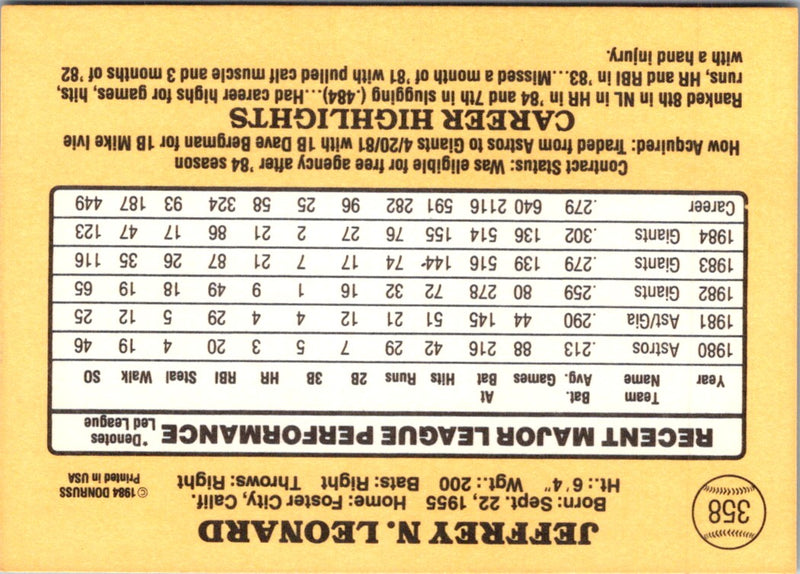 358
JEFFREY N. LEONARD
Born: Sept. 22, 1955 Home: Foster City, Calif.
Ht.: 6'4" Wgt.: 200 Bats: Right Throws: Right
©1984 DONRUSS
Printed in USA
RECENT MAJOR LEAGUE PERFORMANCE
*Denotes
Led League
Year Team Name Bat. Avg. Games At Bat Hits Runs 2B 3B HR RBI Steal Walk SO
1980 Astros .213 88 216 42 29 7 5 3 20 4 19 46
1981 Ast/Gia .290 44 145 51 21 12 4 4 29 5 12 25
1982 Giants .259 80 278 72 32 16 1 9 49 18 19 65
1983 Giants .279 139 516 144 74 17 7 21 87 26 35 116
1984 Giants .302 136 514 155 76 27 2 21 86 17 47 123
Career .279 640 2116 591 282 96 25 58 324 93 187 449
Contract Status: Was eligible for free agency after '84 season
How Acquired: Traded from Astros to Giants 4/20/81 with 1B Dave Bergman for 1B Mike Ivie
CAREER HIGHLIGHTS
Ranked 8th in NL in HR in '84 and 7th in slugging (.484)...Had career highs for games, hits,
runs, HR and RBI in '83...Missed a month of '81 with pulled calf muscle and 3 months of '82
with a hand injury.